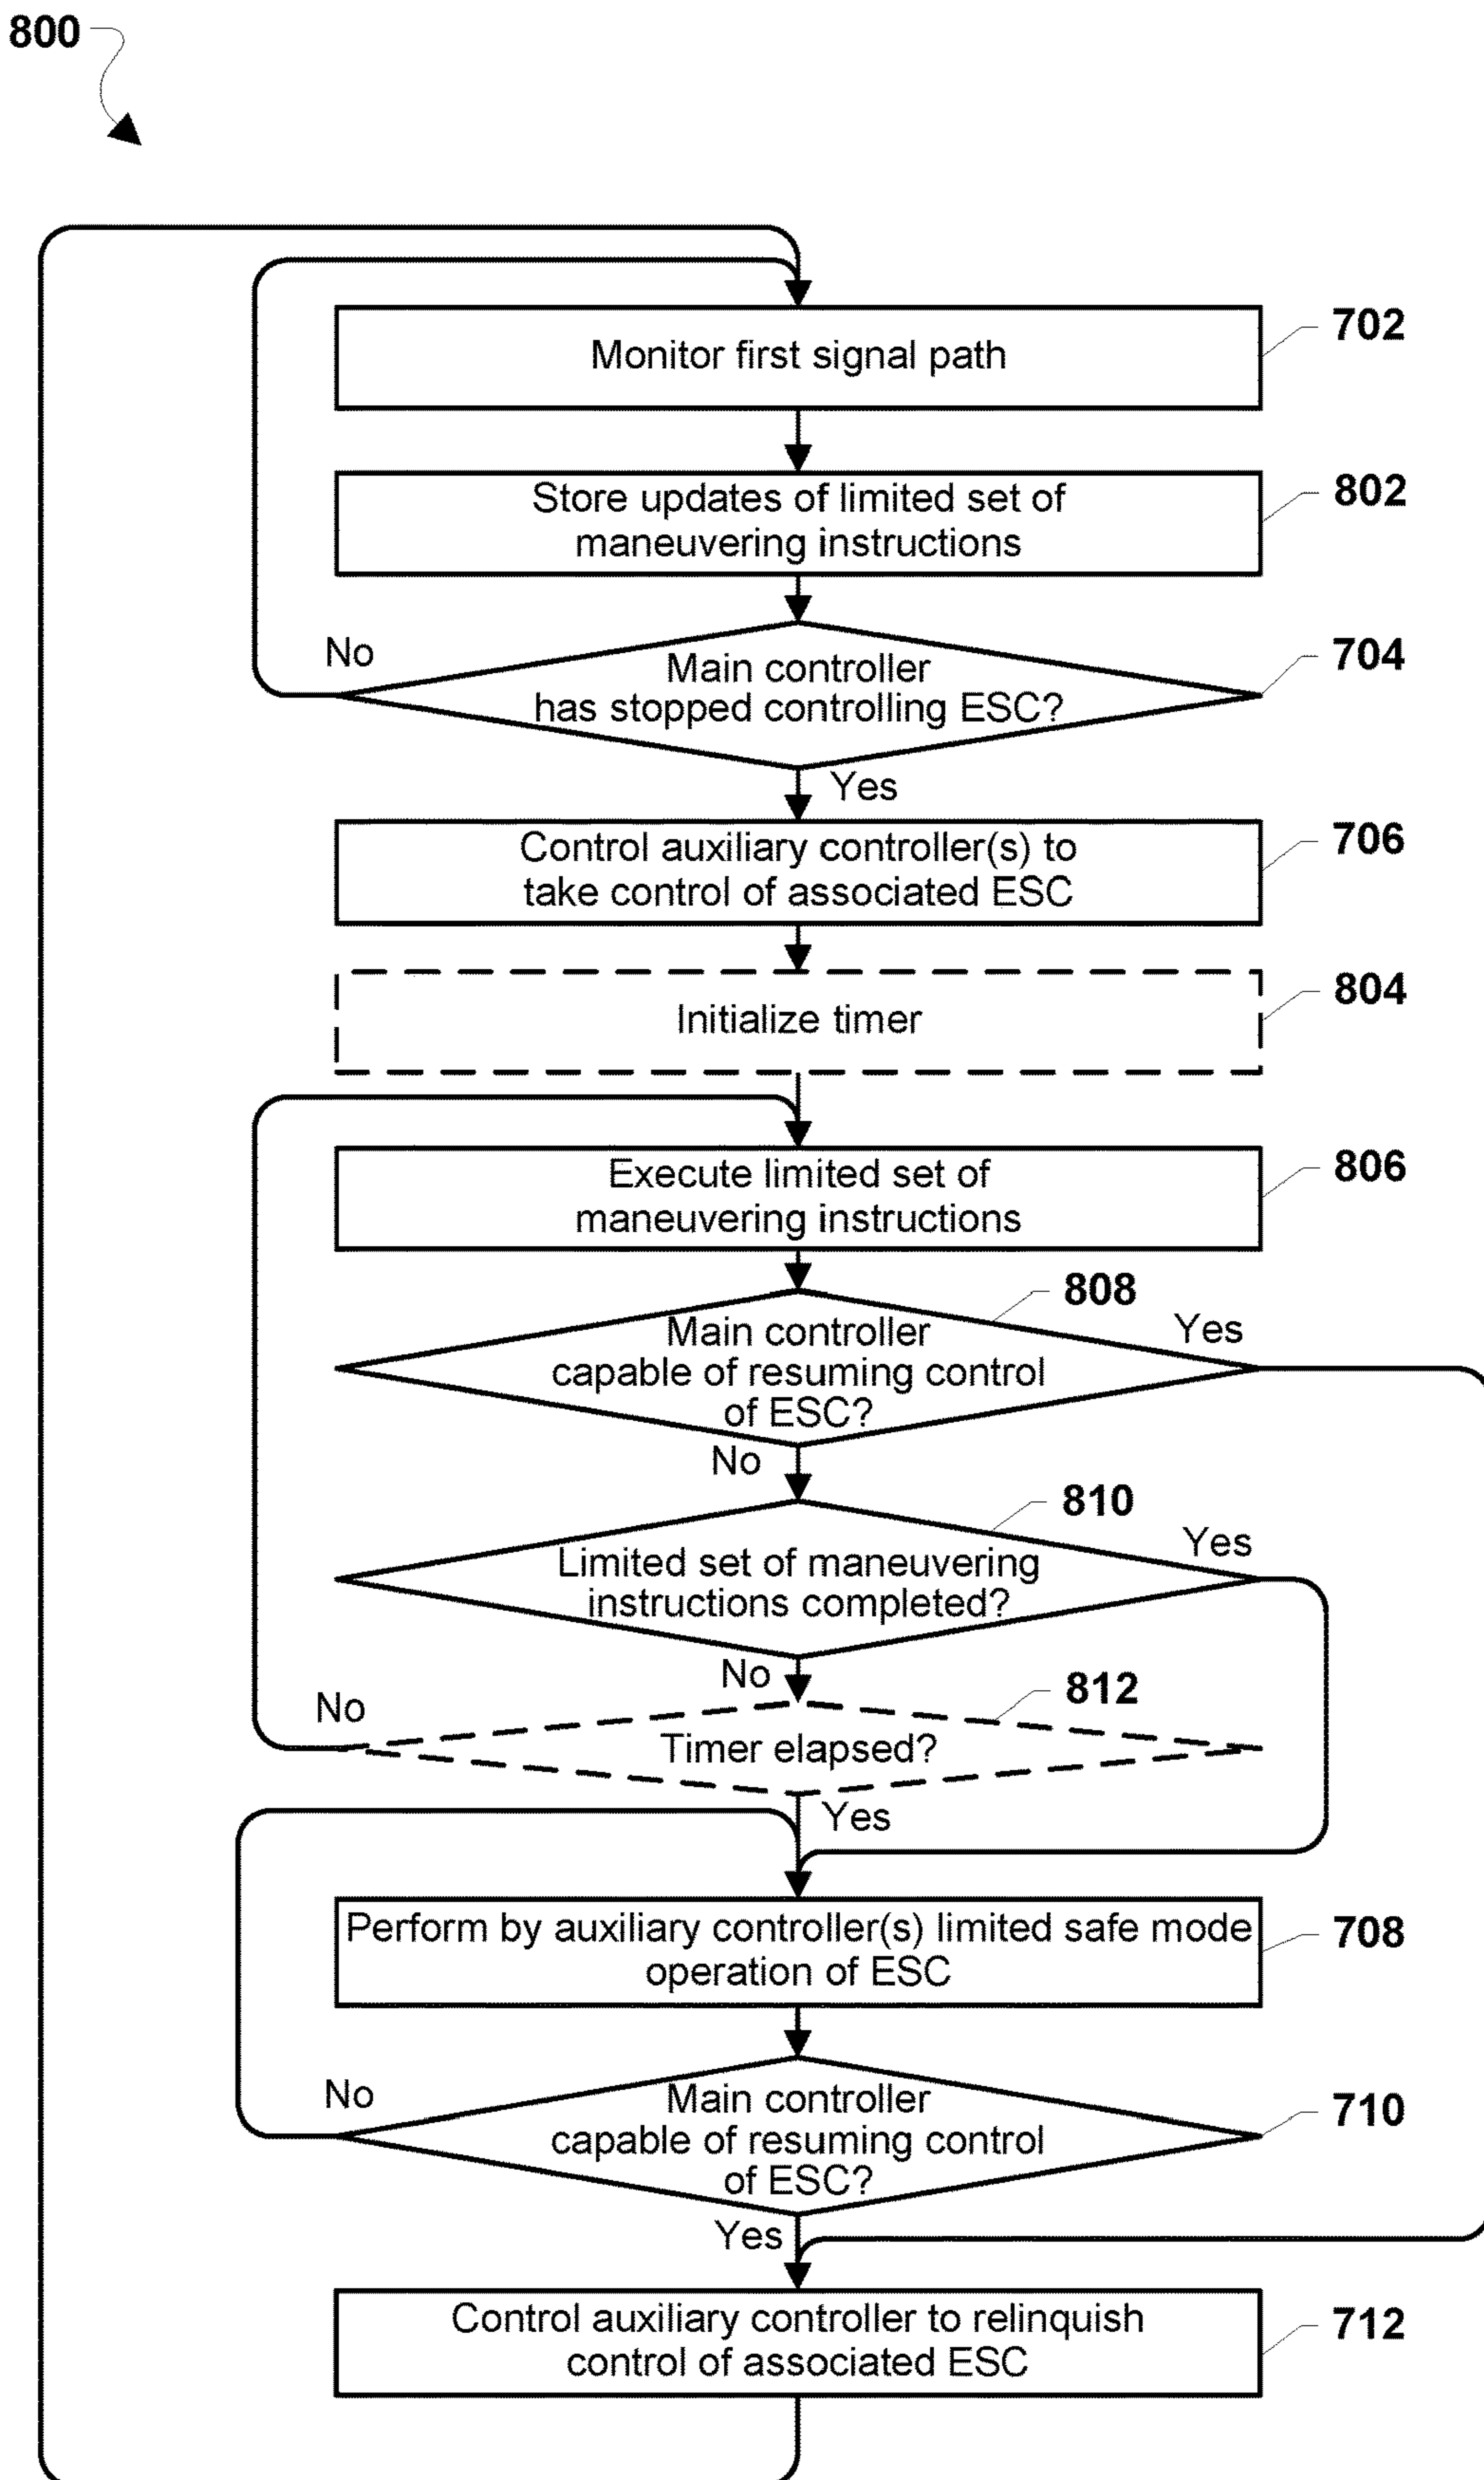 800
Monitor first signal path
702
Store updates of limited set of
maneuvering instructions
802
No
Main controller
has stopped controlling ESC?
704
Yes
Control auxiliary controller(s) to
take control of associated ESC
706
Initialize timer
804
Execute limited set of
maneuvering instructions
806
808
Main controller
capable of resuming control
of ESC?
Yes
No
810
Limited set of maneuvering
instructions completed?
Yes
No
812
No
Timer elapsed?
Yes
Perform by auxiliary controller(s) limited safe mode
operation of ESC
708
No
Main controller
capable of resuming control
of ESC?
710
Yes
Control auxiliary controller to relinquish
control of associated ESC
712